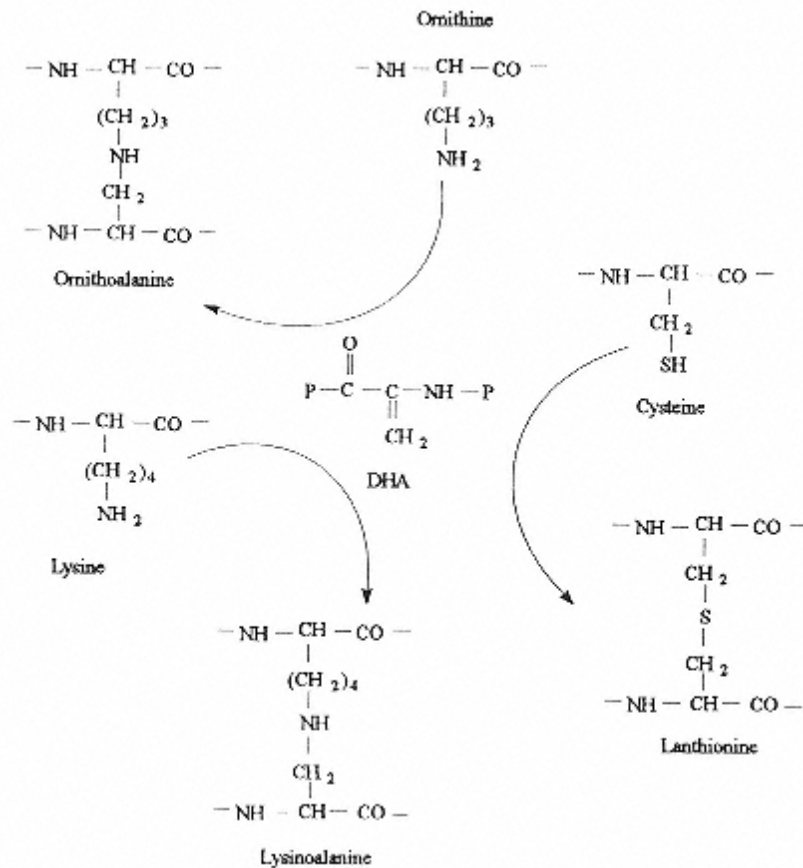 Ornithine
— NH — CH — CO —
(CH 2)3
NH
CH 2
— NH — CH — CO —
Ornithoalanine
— NH — CH — CO —
(CH 2)3
NH 2
— NH — CH — CO —
CH 2
SH
Cysteine
O
P — C — C — NH — P
CH 2
DHA
— NH — CH — CO —
(CH 2)4
NH 2
Lysine
— NH — CH — CO —
CH 2
S
CH 2
— NH — CH — CO —
Lanthionine
— NH — CH — CO —
(CH 2)4
NH
CH 2
— NH — CH — CO —
Lysinoalanine